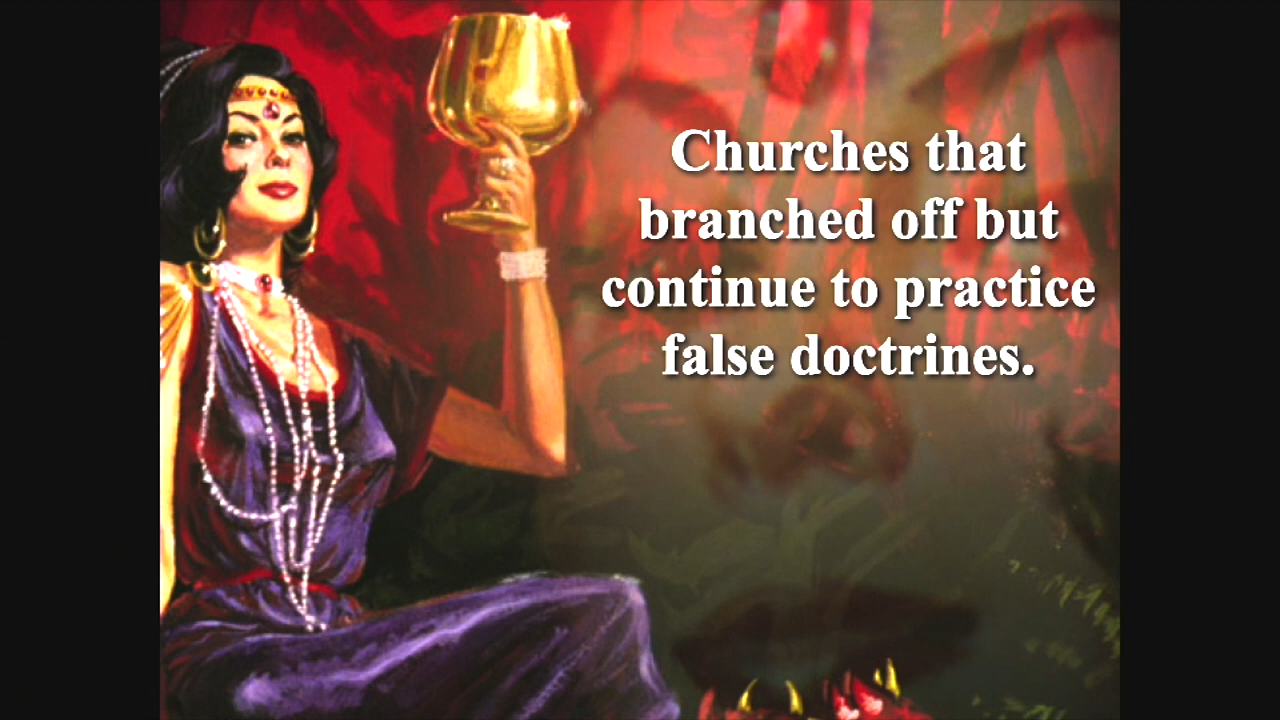 Churches that
branched off but
continue to practice
false doctrines.